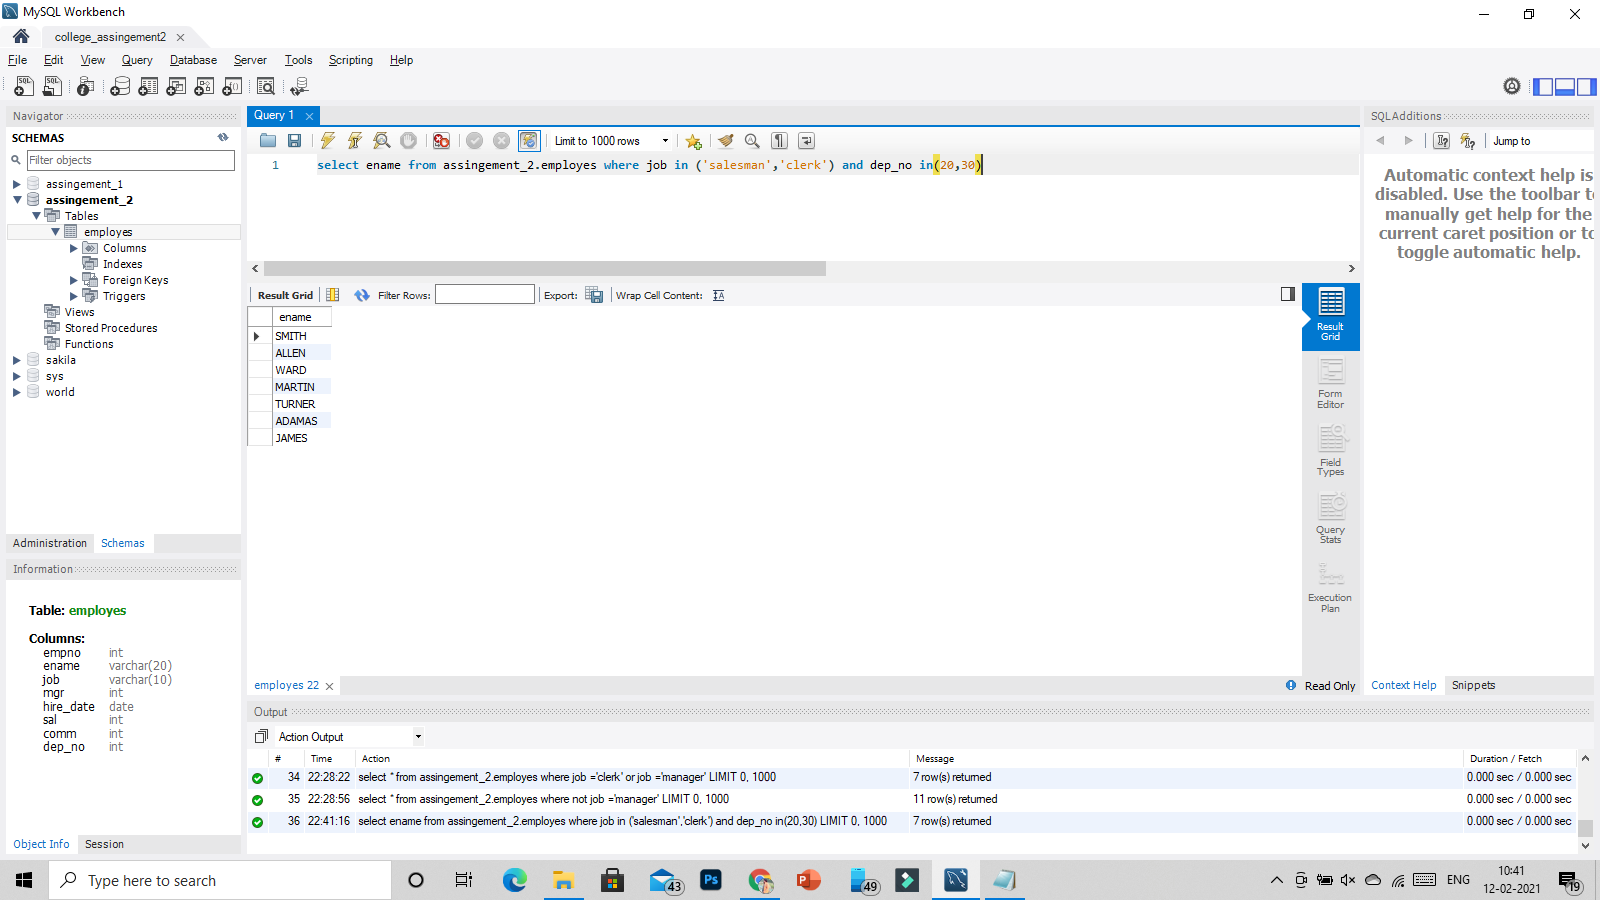 MySQL Workbench
college_assingement2
File Edit View Query Database Server Tools Scripting Help
Navigator
SCHEMAS
Filter objects
assingement_1
assingement_2
Tables
employes
Columns
Indexes
Foreign Keys
Triggers
Views
Stored Procedures
Functions
sakila
sys
world
Administration Schemas
Information
Table: employes
Columns:
empno int
ename varchar(20)
job varchar(10)
mgr int
hire_date date
sal int
comm int
dep_no int
Object Info Session
Query 1
Limit to 1000 rows
1 select ename from assingement_2.employes where job in ('salesman','clerk') and dep_no in(20,30)
Result Grid Filter Rows: Export: Wrap Cell Content:
ename
SMITH
ALLEN
WARD
MARTIN
TURNER
ADAMAS
JAMES
Result
Grid
Form
Editor
Field
Types
Query
Stats
Execution
Plan
employes 22 Read Only
SQLAdditions
Jump to
Automatic context help is
disabled. Use the toolbar t
manually get help for the
current caret position or to
toggle automatic help.
Context Help Snippets
Output
Action Output
# Time Action Message Duration / Fetch
34 22:28:22 select * from assingement_2.employes where job ='clerk' or job ='manager' LIMIT 0, 1000 7 row(s) returned 0.000 sec / 0.000 sec
35 22:28:56 select * from assingement_2.employes where not job ='manager' LIMIT 0, 1000 11 row(s) returned 0.000 sec / 0.000 sec
36 22:41:16 select ename from assingement_2.employes where job in ('salesman','clerk') and dep_no in(20,30) LIMIT 0, 1000 7 row(s) returned 0.000 sec / 0.000 sec
Type here to search
43
Ps
49
ENG
10:41
12-02-2021
19